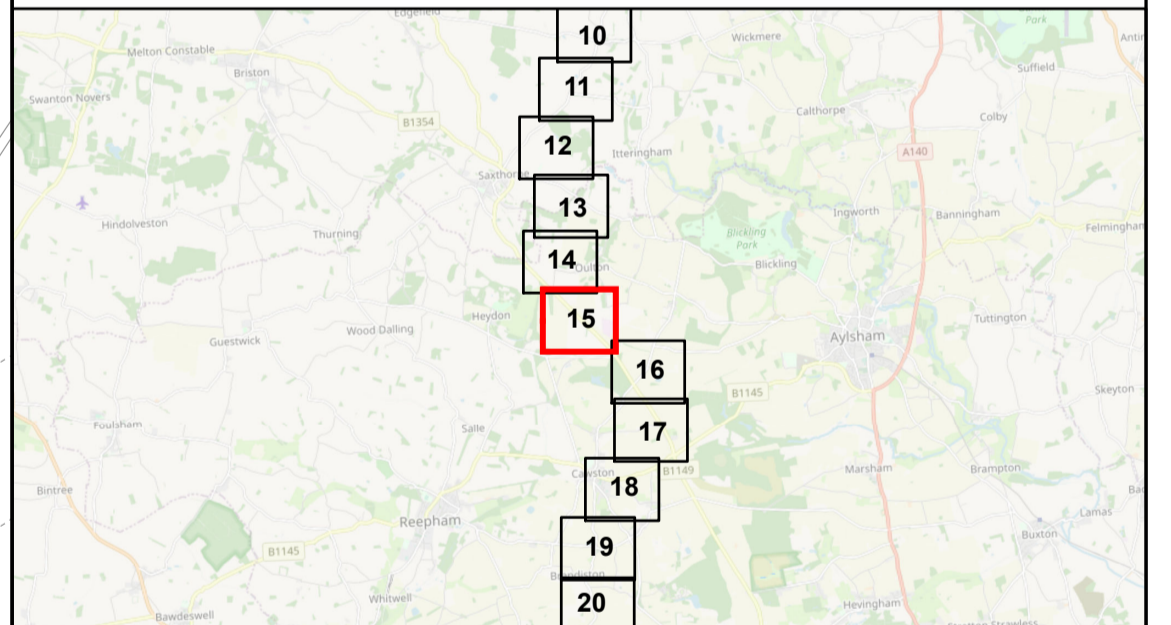 Edgefield
10
Park
Wickmere
Melton Constable
Briston
Suffield
11
Swanton Novers
Calthorpe
Colby
B1354
12
Itteringham
A140
Saxthorpe
13
Ingworth
Banningham
Hindolveston
Thurning
Blickling
Park
Felmingham
14
Oulton
Blickling
Heydon
15
Tuttington
Wood Dalling
Guestwick
Aylsham
16
B1145
Skeyton
Foulsham
Salle
17
Cawston
B1149
Marsham
Brampton
Bintree
18
Lamas
Reepham
Buxton
19
B1145
Brandiston
Whitwell
20
Hevingham
Bawdeswell
Stratton Strawless